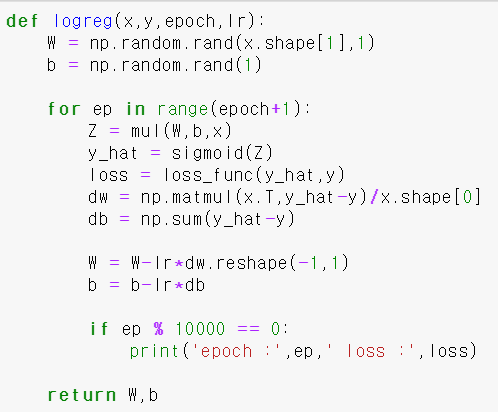 def logreg(x,y,epoch,lr):
    W = np.random.rand(x.shape[1],1)
    b = np.random.rand(1)

    for ep in range(epoch+1):
        Z = mul(W,b,x)
        y_hat = sigmoid(Z)
        loss = loss_func(y_hat,y)
        dw = np.matmul(x.T,y_hat-y)/x.shape[0]
        db = np.sum(y_hat-y)

        W = W-lr*dw.reshape(-1,1)
        b = b-lr*db

        if ep % 10000 == 0:
            print('epoch :',ep,' loss :',loss)

    return W,b